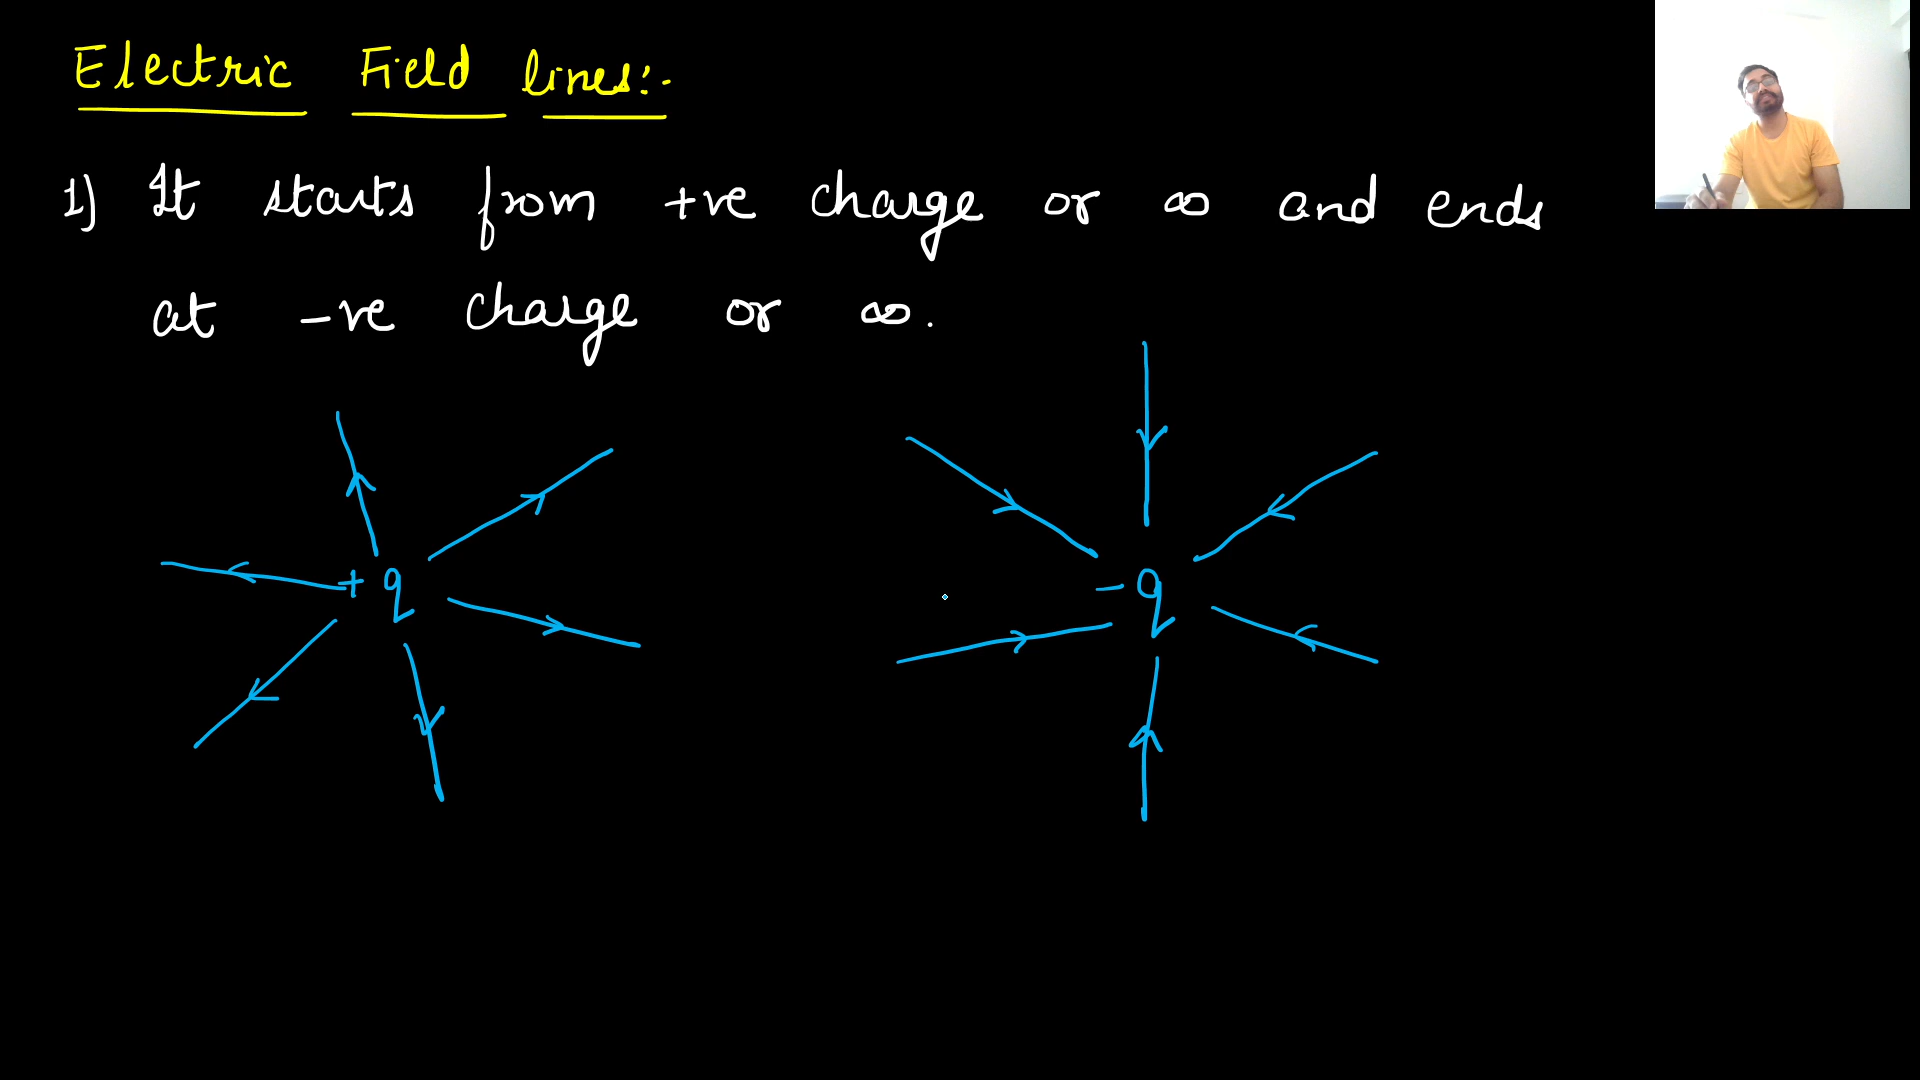 Electric Field lines:-
1) It starts from +ve charge or ∞ and ends
at -ve charge or ∞.
+q
-q